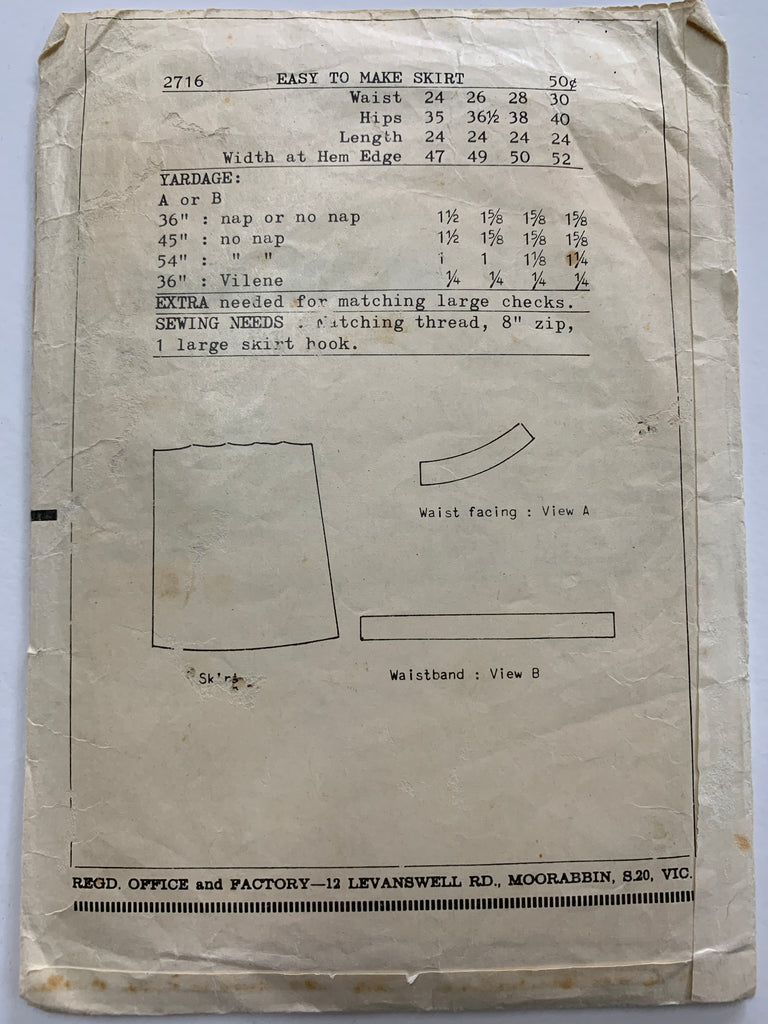 2716 EASY TO MAKE SKIRT 50¢
Waist 24 26 28 30
Hips 35 36½ 38 40
Length 24 24 24 24
Width at Hem Edge 47 49 50 52
YARDAGE:
A or B
36" : nap or no nap 1½ 1⅝ 1⅝ 1⅝
45" : no nap 1½ 1⅝ 1⅝ 1⅝
54" : " " 1 1 1⅛ 1¼
36" : Vilene ¼ ¼ ¼ ¼
EXTRA needed for matching large checks.
SEWING NEEDS : Matching thread, 8" zip,
1 large skirt hook.
Waist facing : View A
Skirt
Waistband : View B
REGD. OFFICE and FACTORY—12 LEVANSWELL RD., MOORABBIN, S.20, VIC.